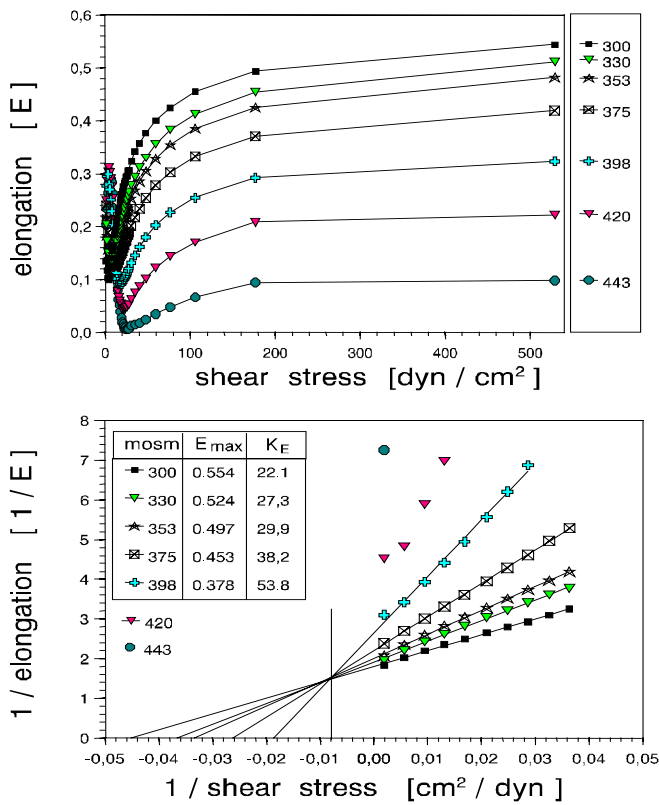 elongation [ E ]
0,6
0,5
0,4
0,3
0,2
0,1
0,0
0 100 200 300 400 500
shear stress [dyn / cm²]
300
330
353
375
398
420
443
1 / elongation [ 1 / E ]
8
7
6
5
4
3
2
1
0
mosm E max K E
300 0.554 22.1
330 0.524 27,3
353 0.497 29,9
375 0.453 38,2
398 0.378 53.8
420
443
-0,05 -0,04 -0,03 -0,02 -0,01 0,00 0,01 0,02 0,03 0,04 0,05
1 / shear stress [cm² / dyn]